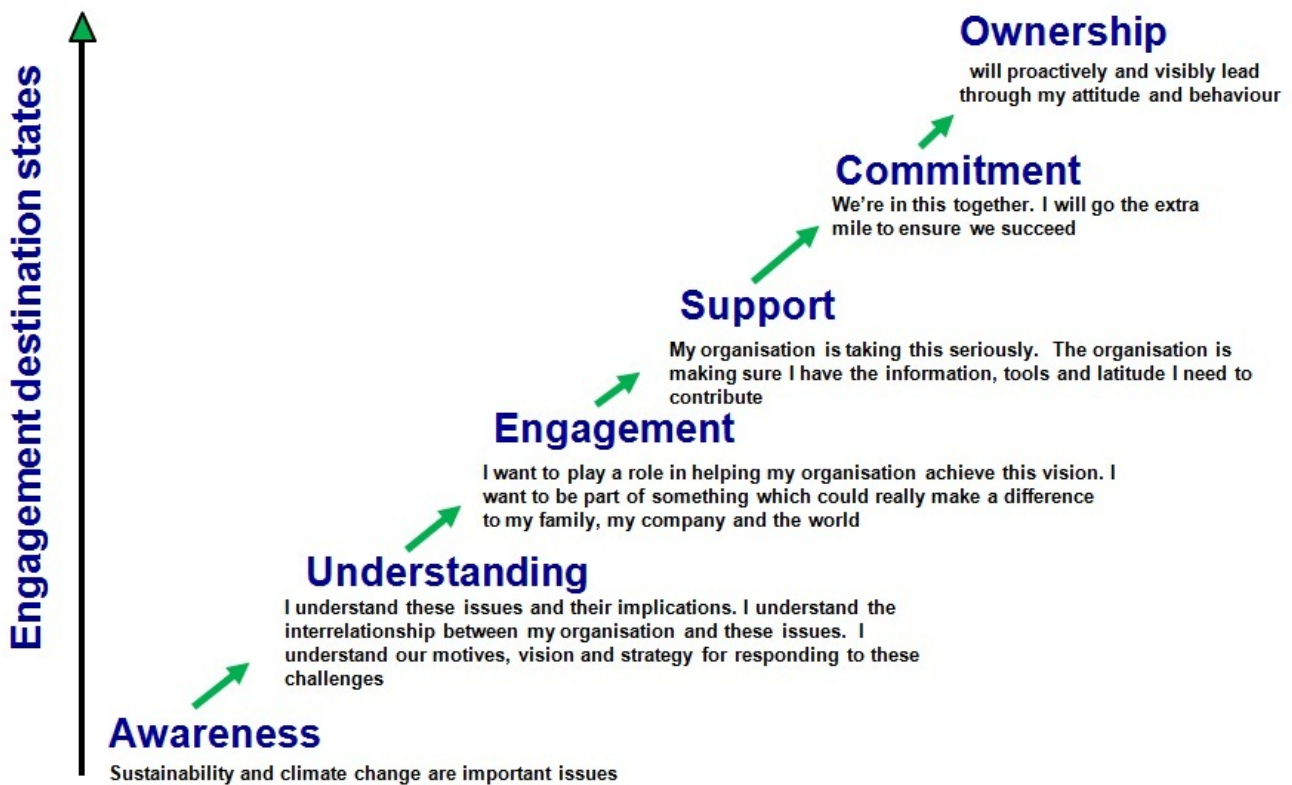 Engagement destination states
Ownership
will proactively and visibly lead
through my attitude and behaviour
Commitment
We're in this together. I will go the extra
mile to ensure we succeed
Support
My organisation is taking this seriously. The organisation is
making sure I have the information, tools and latitude I need to
contribute
Engagement
I want to play a role in helping my organisation achieve this vision. I
want to be part of something which could really make a difference
to my family, my company and the world
Understanding
I understand these issues and their implications. I understand the
interrelationship between my organisation and these issues. I
understand our motives, vision and strategy for responding to these
challenges
Awareness
Sustainability and climate change are important issues